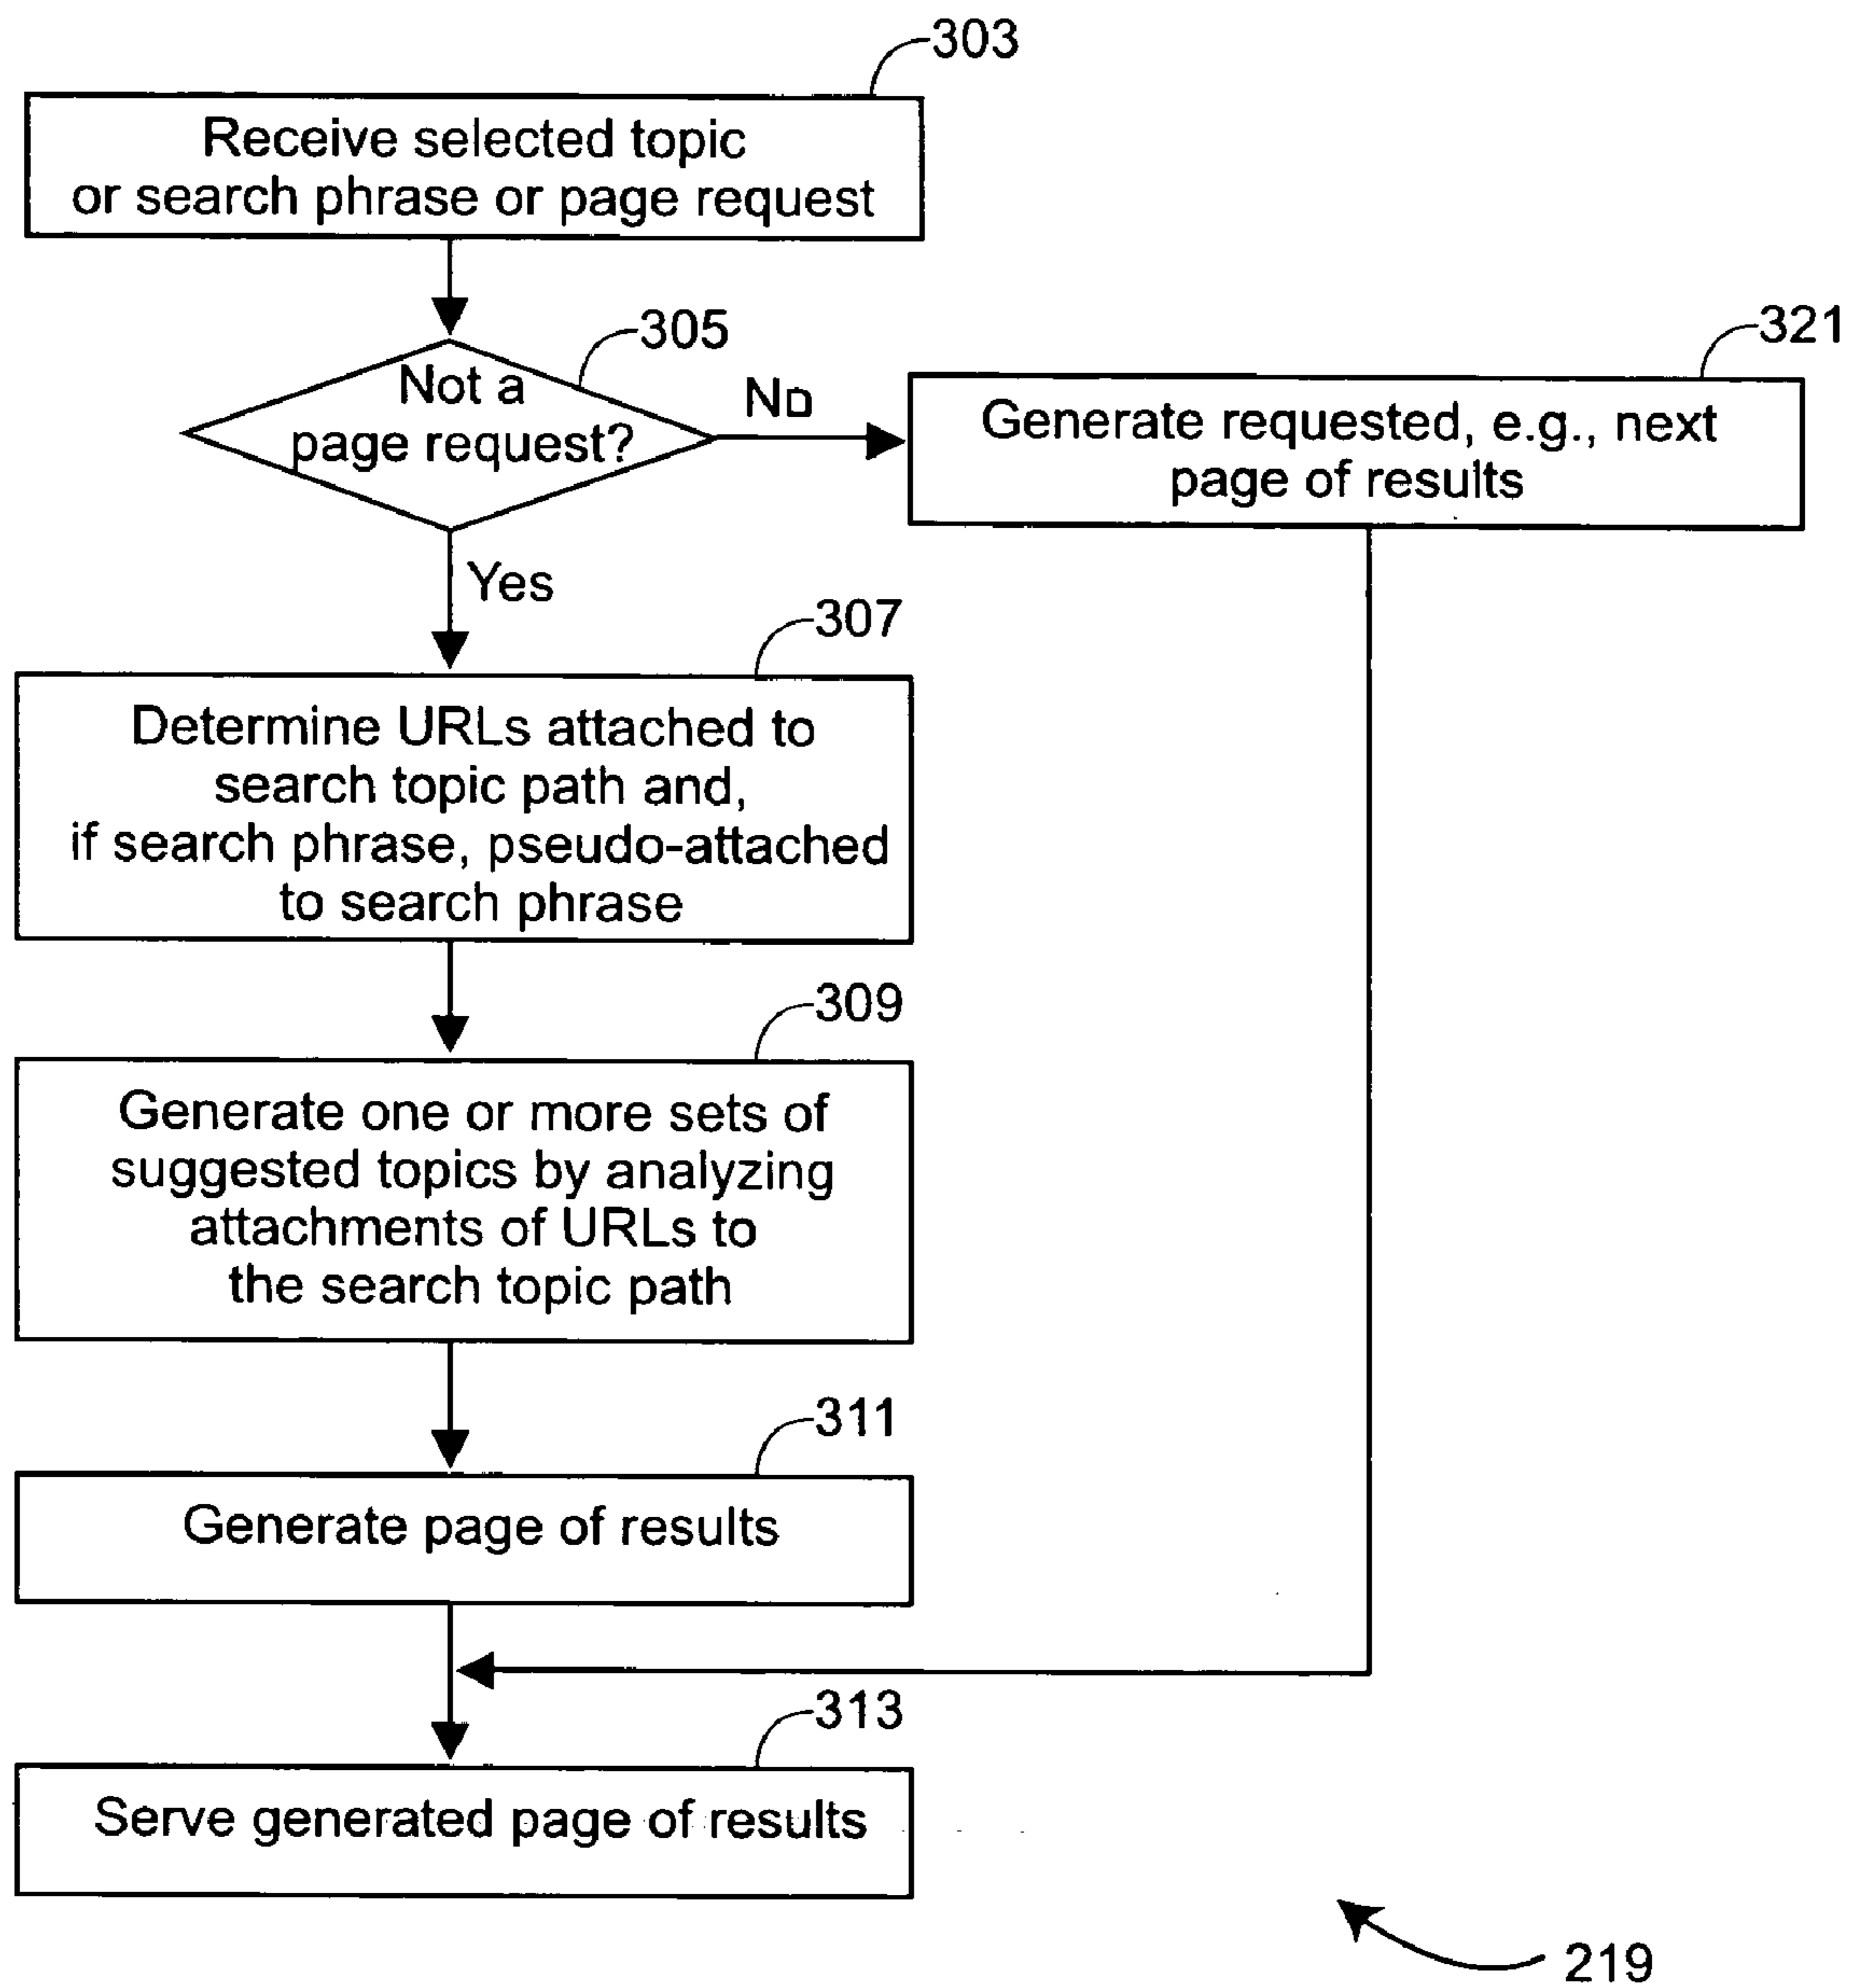 303
Receive selected topic
or search phrase or page request
305
Not a
page request?
No
321
Generate requested, e.g., next
page of results
Yes
307
Determine URLs attached to
search topic path and,
if search phrase, pseudo-attached
to search phrase
309
Generate one or more sets of
suggested topics by analyzing
attachments of URLs to
the search topic path
311
Generate page of results
313
Serve generated page of results
219